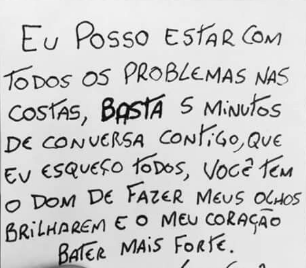 EU POSSO ESTAR COM
TODOS OS PROBLEMAS NAS
COSTAS, BASTA 5 MINUTOS
DE CONVERSA CONTIGO, QUE
EU ESQUEÇO TODOS, VOCÊ TEM
O DOM DE FAZER MEUS OLHOS
BRILHAREM E O MEU CORAÇÃO
BATER MAIS FORTE.